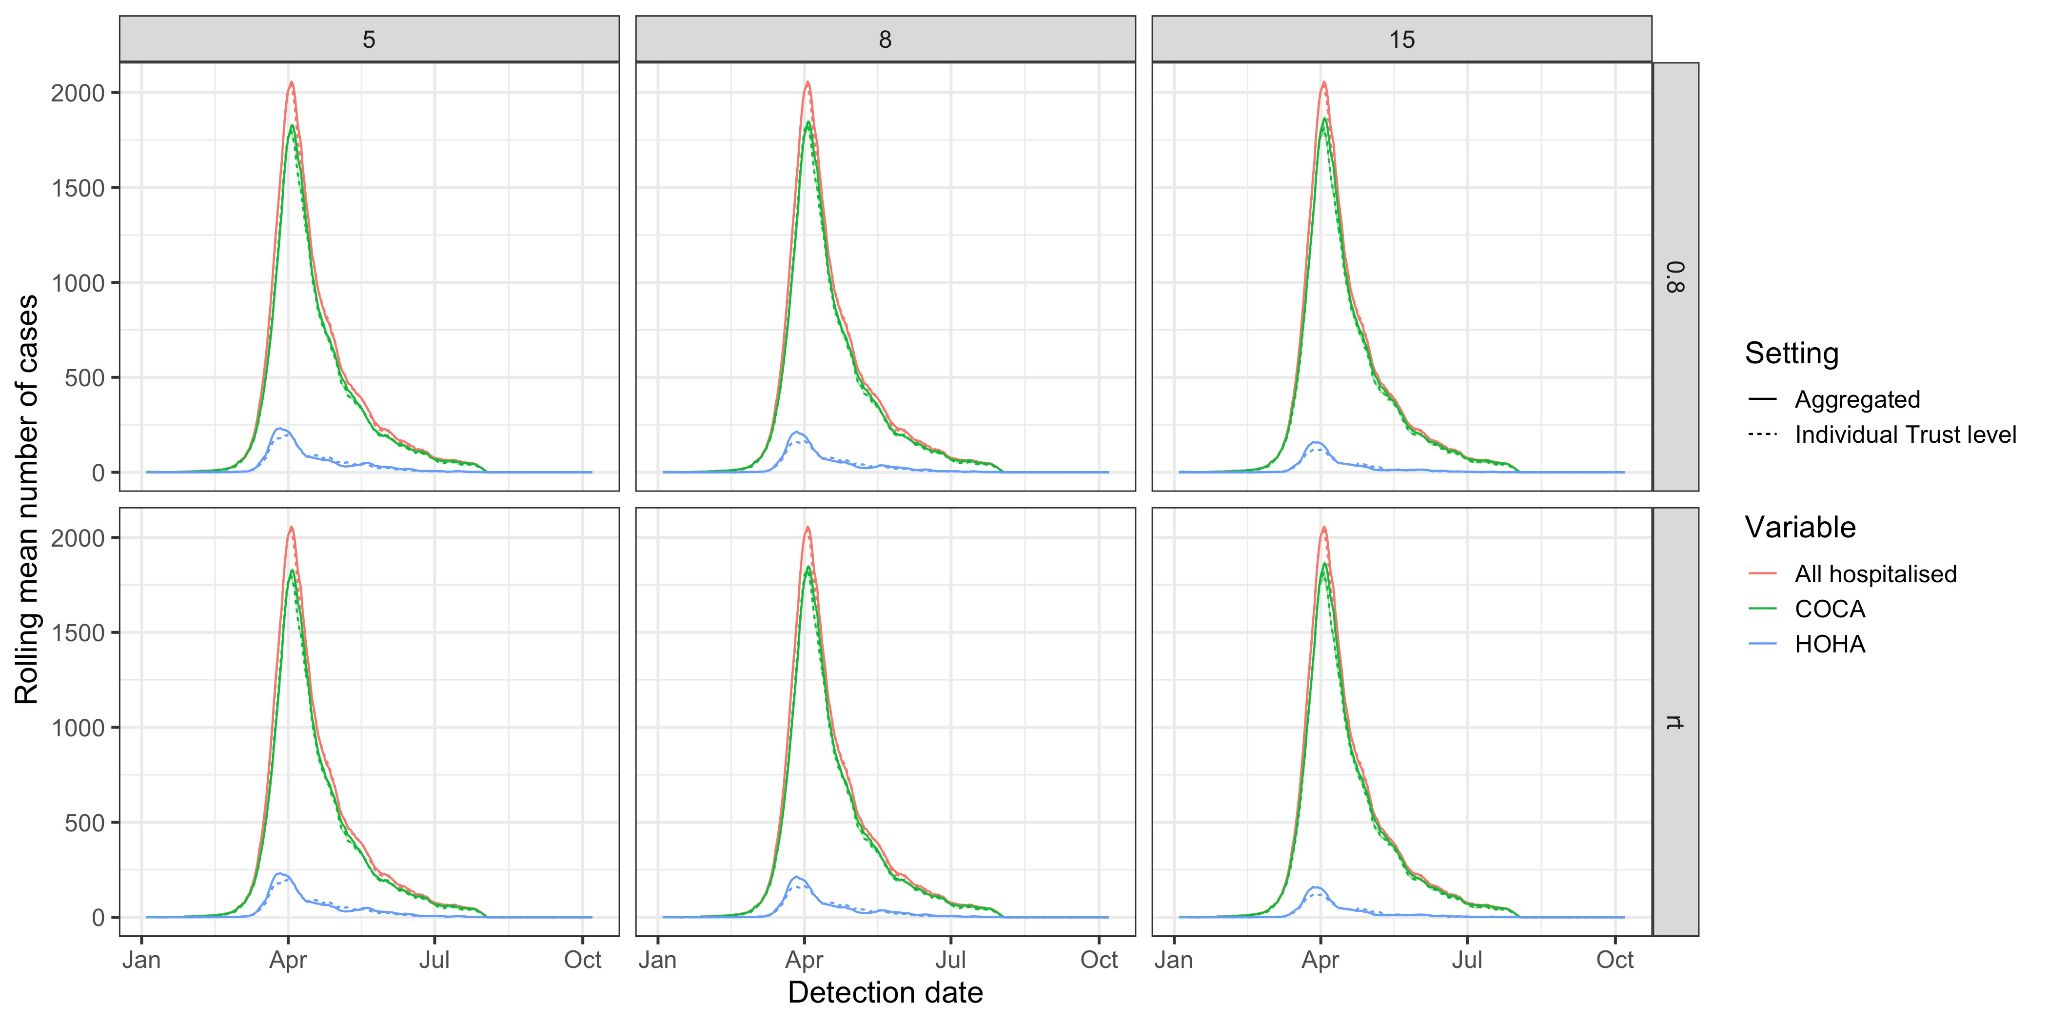 5 8 15
Rolling mean number of cases
2000
1500
1000
500
0
0.8
2000
1500
1000
500
0
rt
Jan Apr Jul Oct Jan Apr Jul Oct Jan Apr Jul Oct
Detection date
Setting
Aggregated
Individual Trust level
Variable
All hospitalised
COCA
HOHA